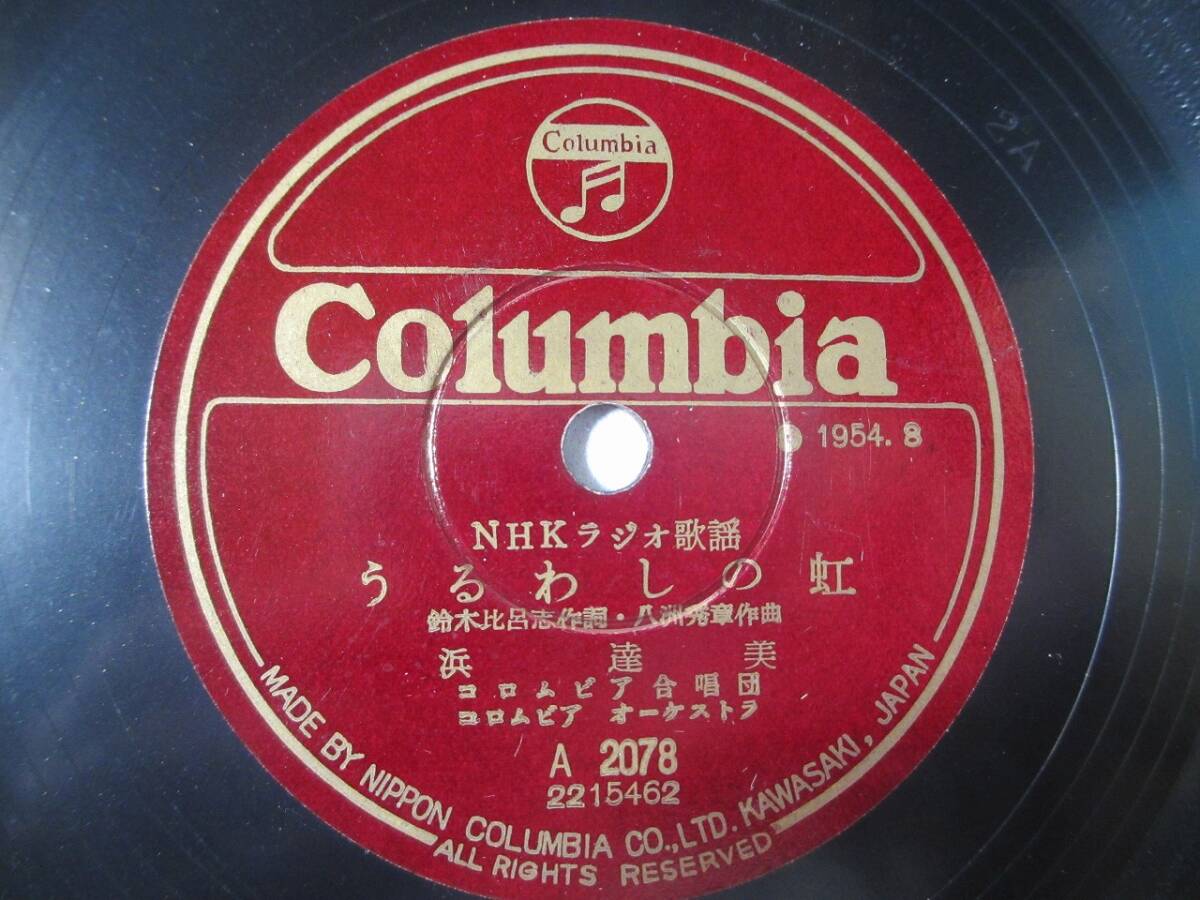 Columbia
Columbia
℗ 1954. 8
NHKラジオ歌謡
うるわしの虹
鈴木比呂志作詞・八洲秀章作曲
浜 達 美
コロムビア合唱団
コロムビア オーケストラ
A 2078
2215462
MADE BY NIPPON COLUMBIA CO.,LTD. KAWASAKI, JAPAN
ALL RIGHTS RESERVED
2A